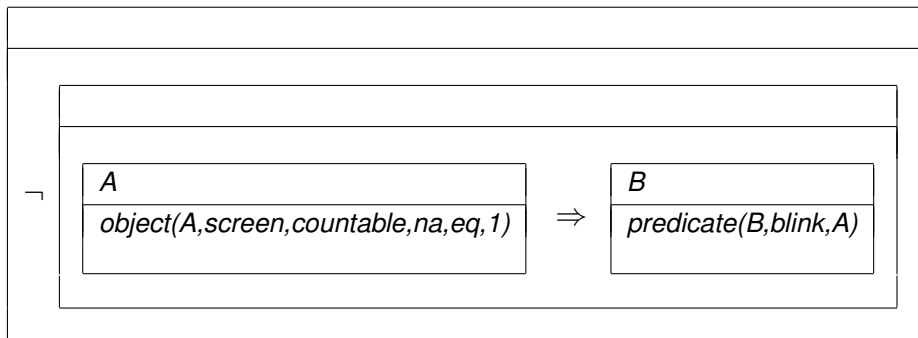 A B
¬ object(A,screen,countable,na,eq,1) ⇒ predicate(B,blink,A)